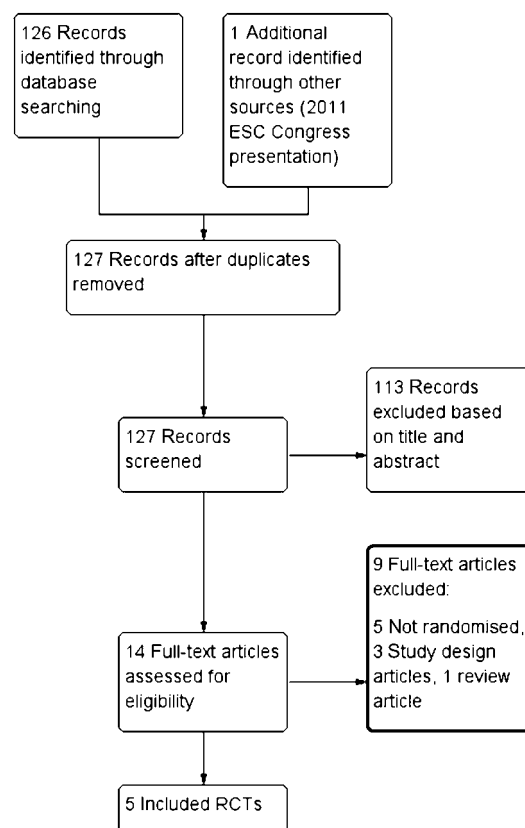 126 Records
identified through
database
searching
1 Additional
record identified
through other
sources (2011
ESC Congress
presentation)
127 Records after duplicates
removed
127 Records
screened
113 Records
excluded based
on title and
abstract
14 Full-text articles
assessed for
eligibility
9 Full-text articles
excluded:
5 Not randomised,
3 Study design
articles, 1 review
article
5 Included RCTs